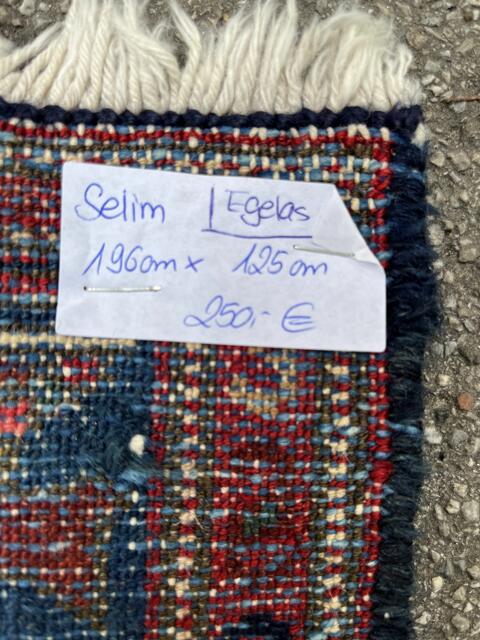 Selim Egelas
196cm x 125cm
250,- €